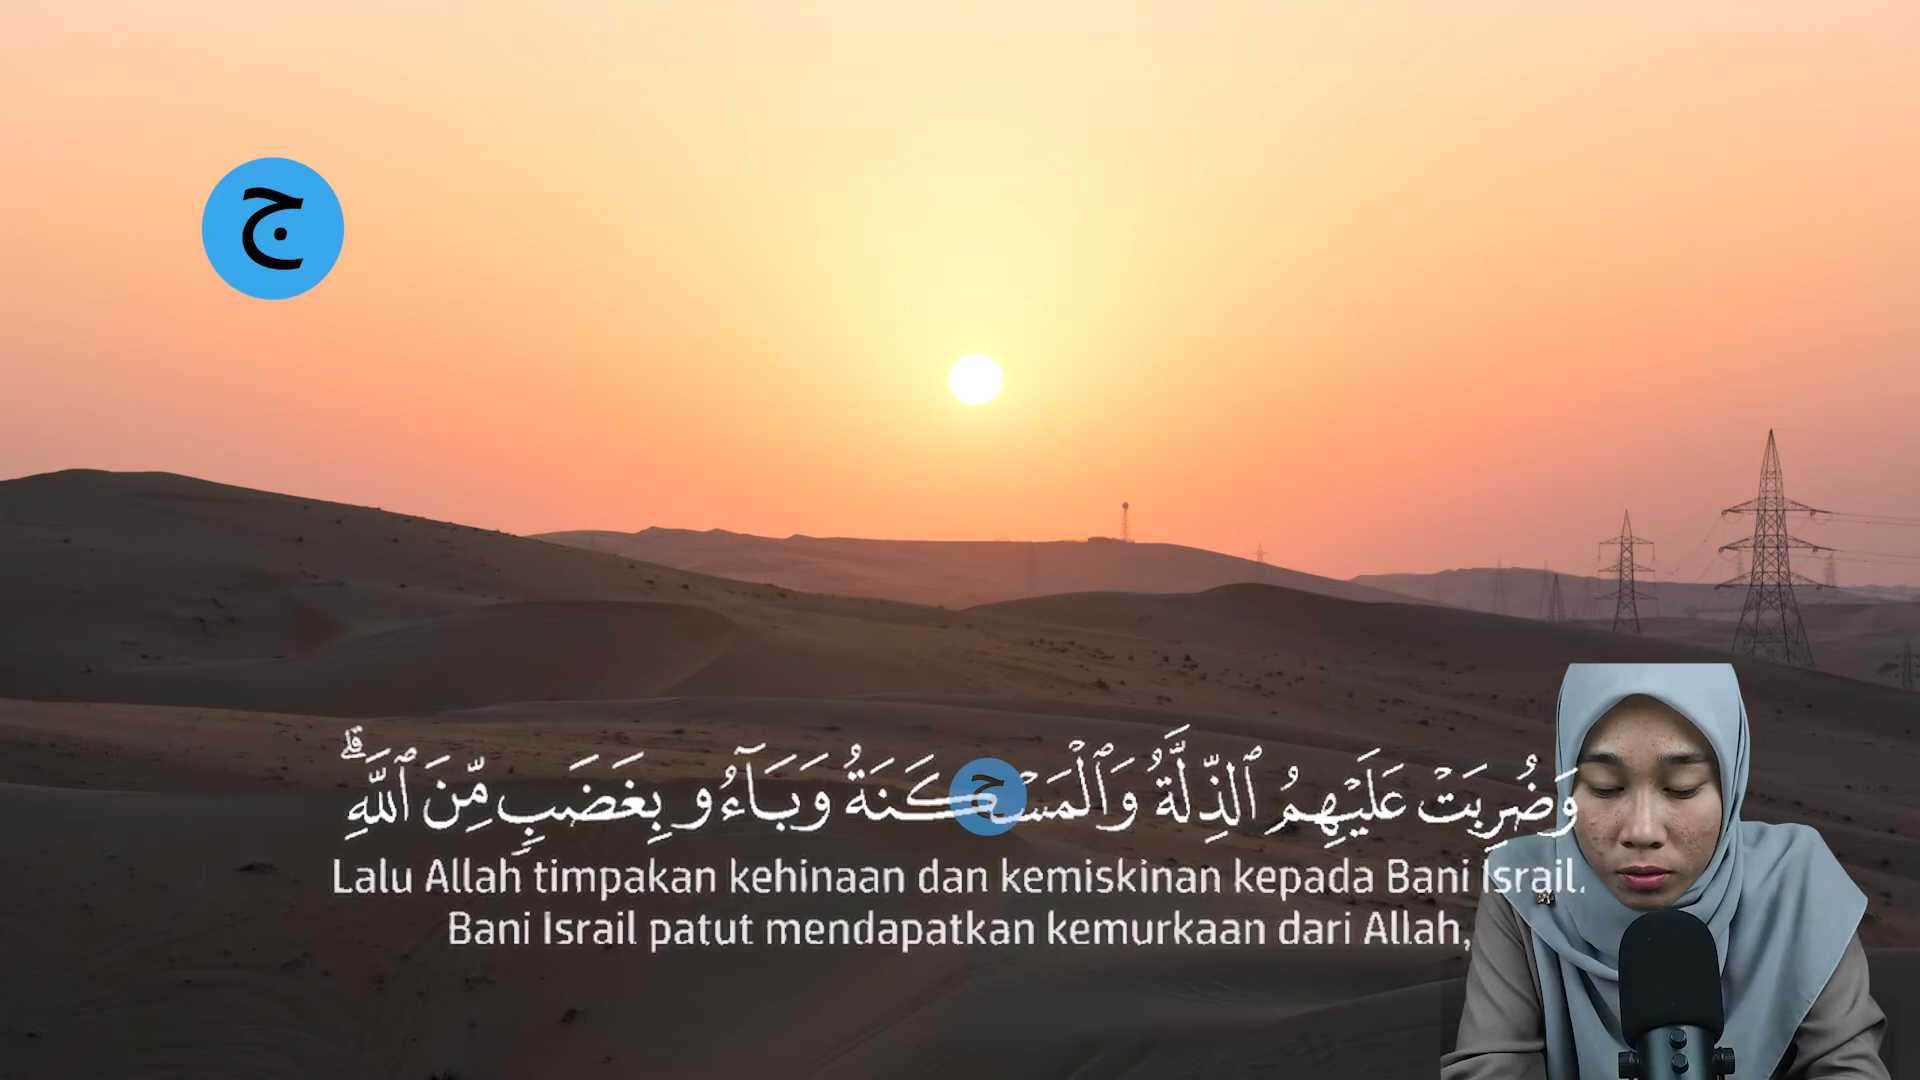 ج
وَضُرِبَتْ عَلَيْهِمُ ٱلذِّلَّةُ وَٱلْمَسْكَنَةُ وَبَآءُو بِغَضَبٍ مِّنَ ٱللَّهِ ۗ
ج
Lalu Allah timpakan kehinaan dan kemiskinan kepada Bani Israil.
Bani Israil patut mendapatkan kemurkaan dari Allah,